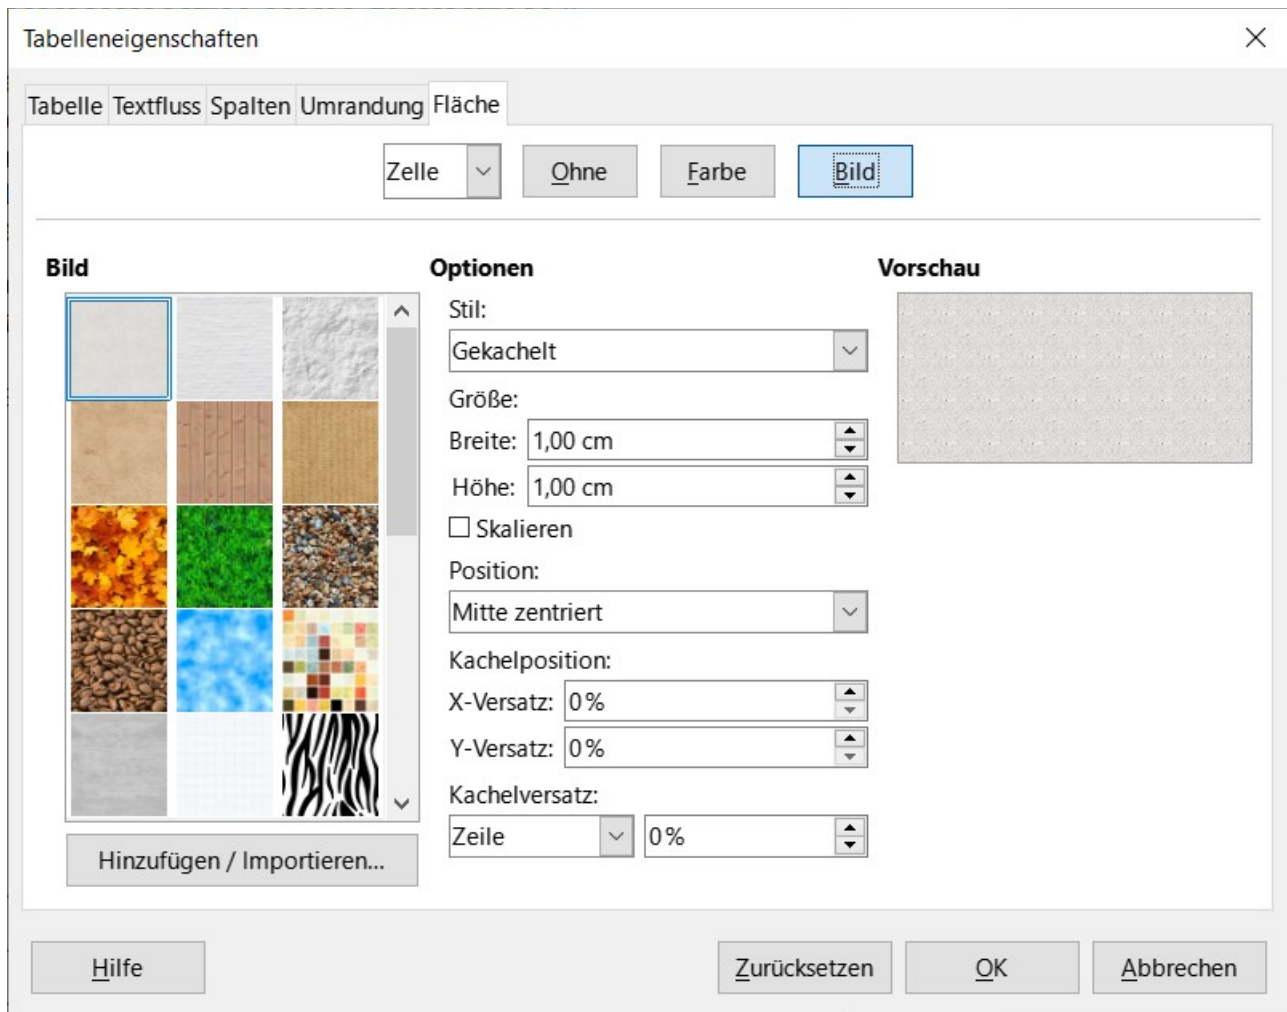 Tabelleneigenschaften
Tabelle Textfluss Spalten Umrandung Fläche
Zelle Ohne Farbe Bild
Bild
Hinzufügen / Importieren...
Optionen
Stil:
Gekachelt
Größe:
Breite: 1,00 cm
Höhe: 1,00 cm
Skalieren
Position:
Mitte zentriert
Kachelposition:
X-Versatz: 0%
Y-Versatz: 0%
Kachelversatz:
Zeile 0%
Vorschau
Hilfe Zurücksetzen OK Abbrechen